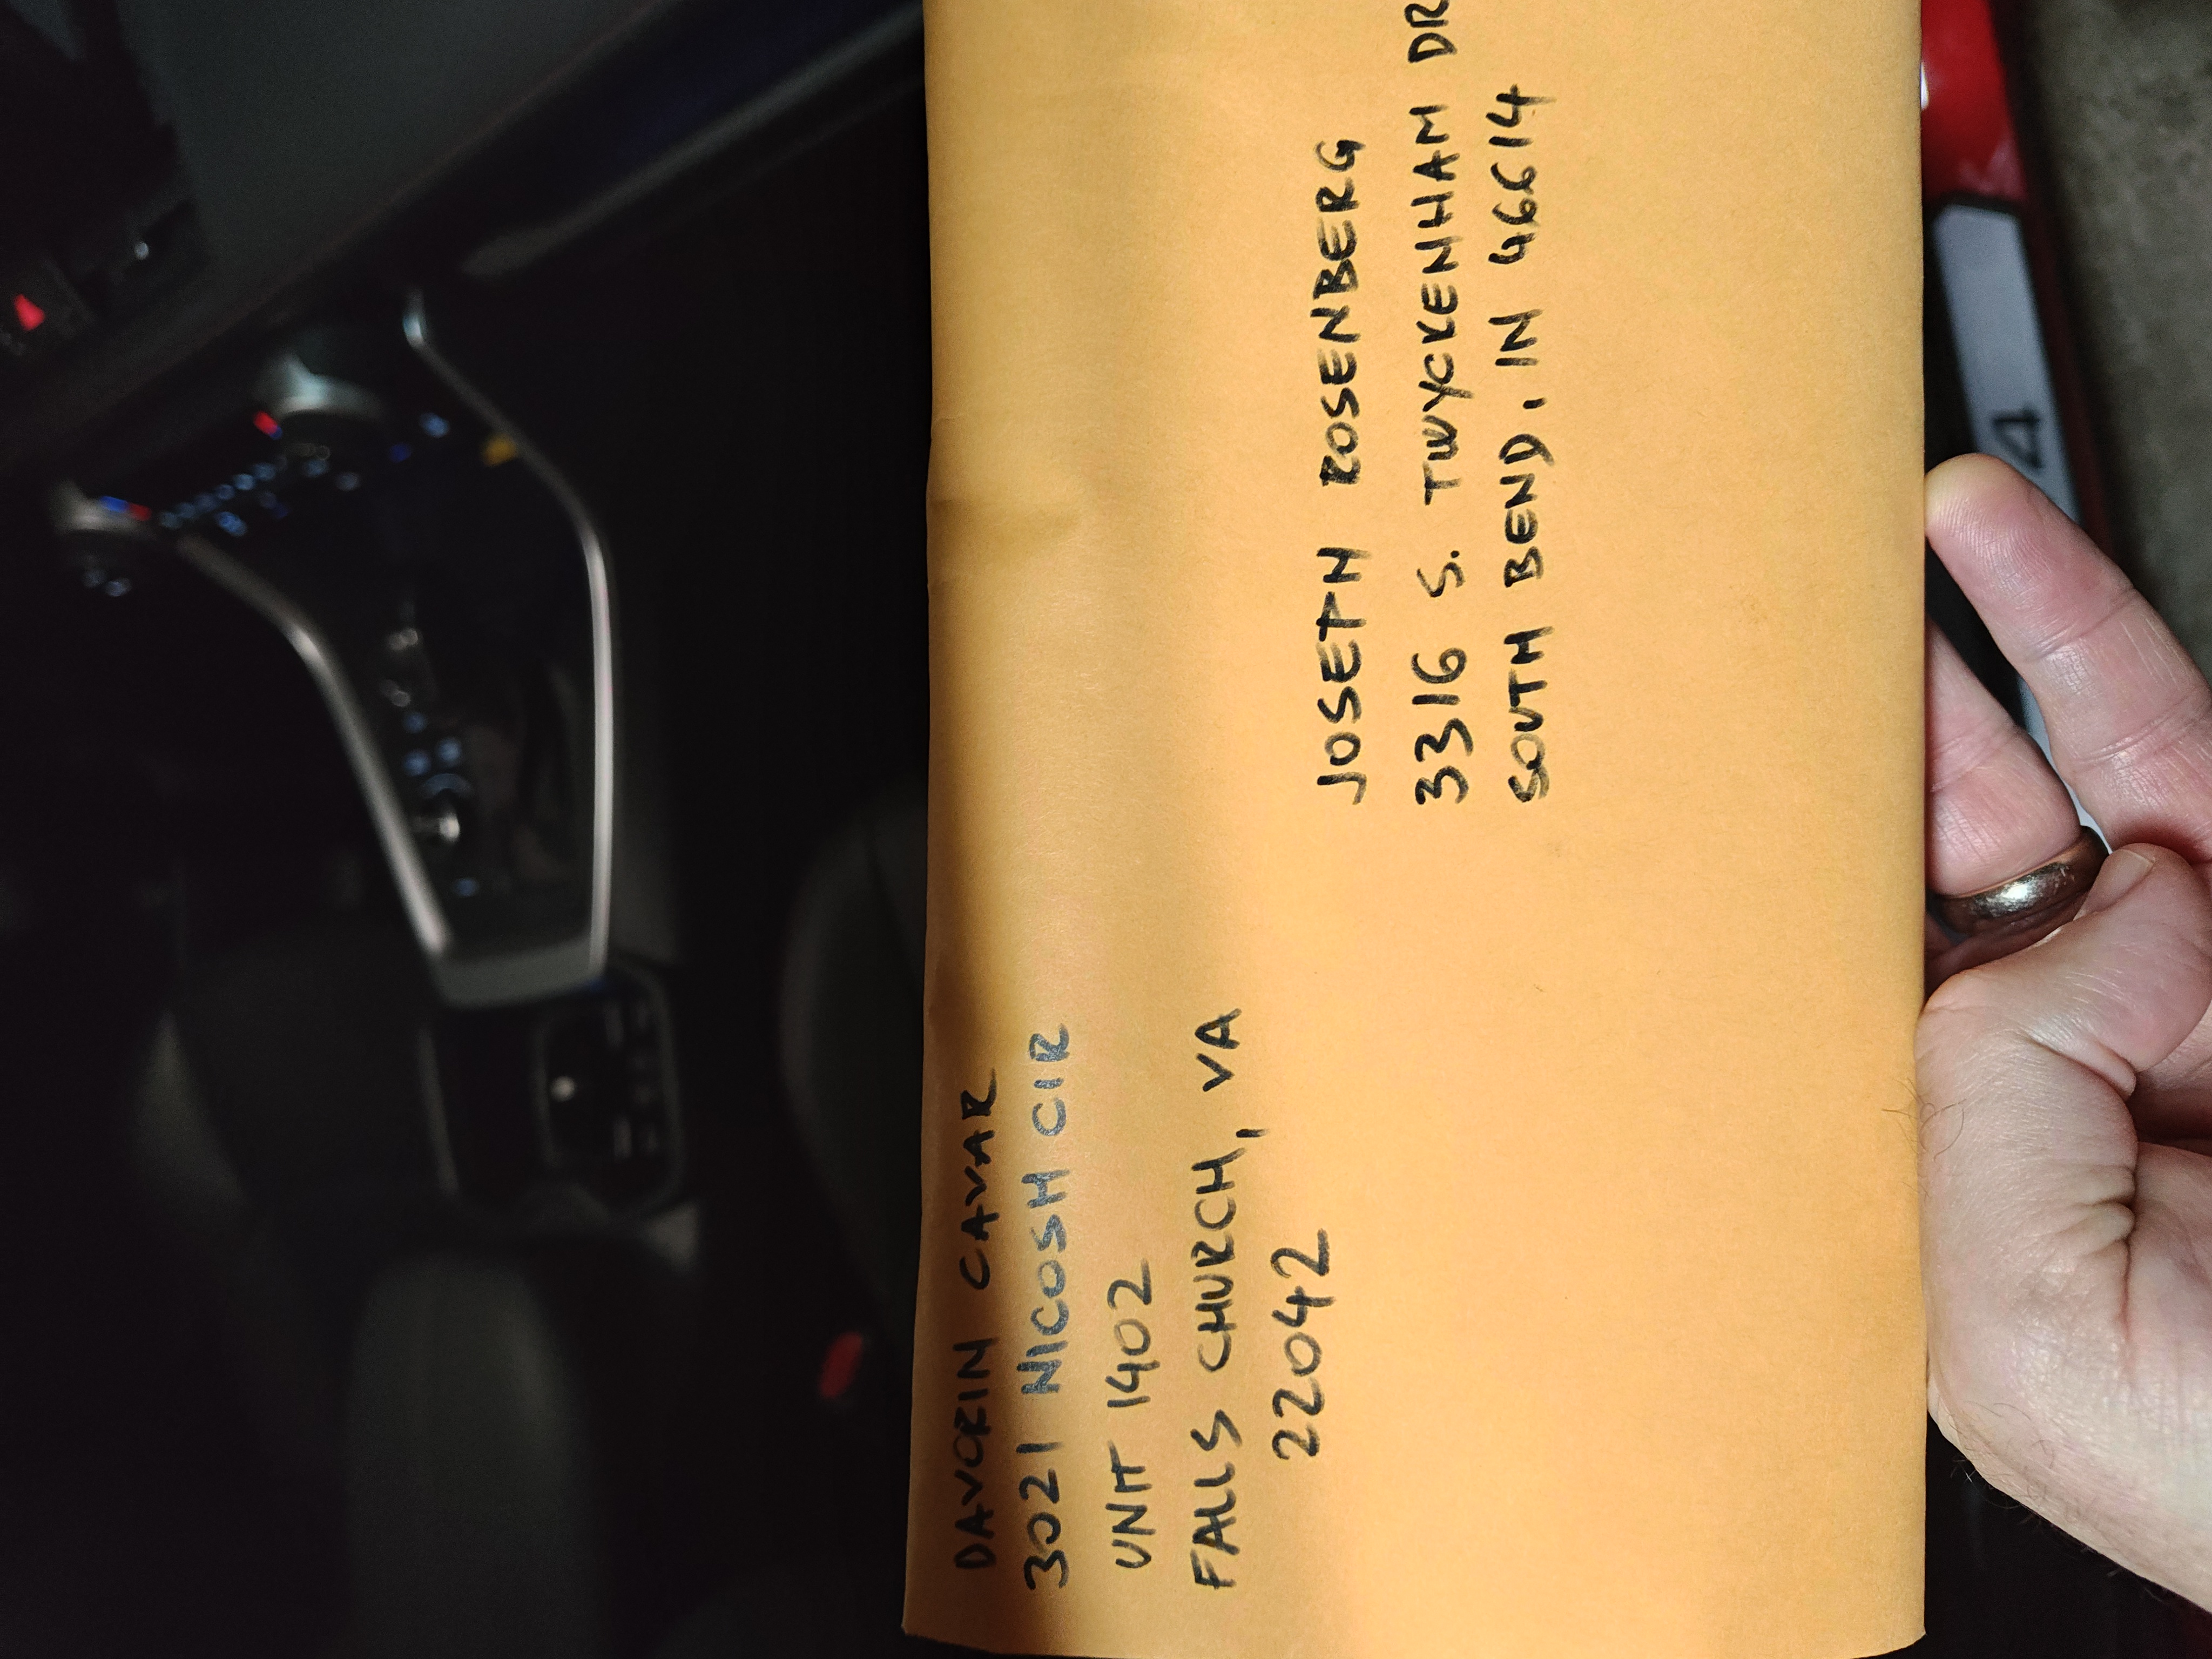 DAVORIN CAVAR
3021 NICOSH CIR
UNIT 1402
FALLS CHURCH, VA
22042
JOSEPH ROSENBERG
3316 S. TWYCKENHAM DR
SOUTH BEND, IN 46614
4